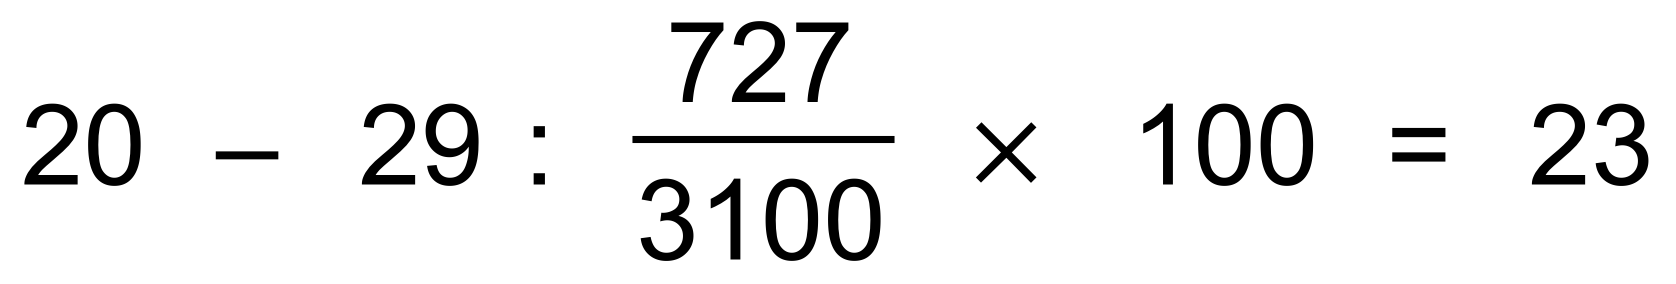 20 – 29 : 727/3100 × 100 = 23